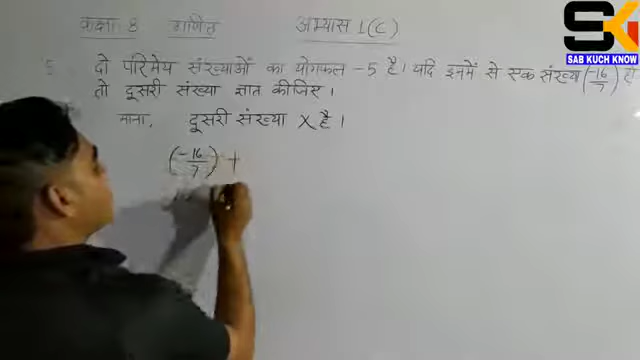 कक्षा 8 गणित अभ्यास 1(C)
SK
SAB KUCH KNOW
5 दो परिमेय संख्याओं का योगफल -5 है। यदि इनमें से एक संख्या (-16/7) हो
तो दूसरी संख्या ज्ञात कीजिए।
माना, दूसरी संख्या x है।
(-16/7) +